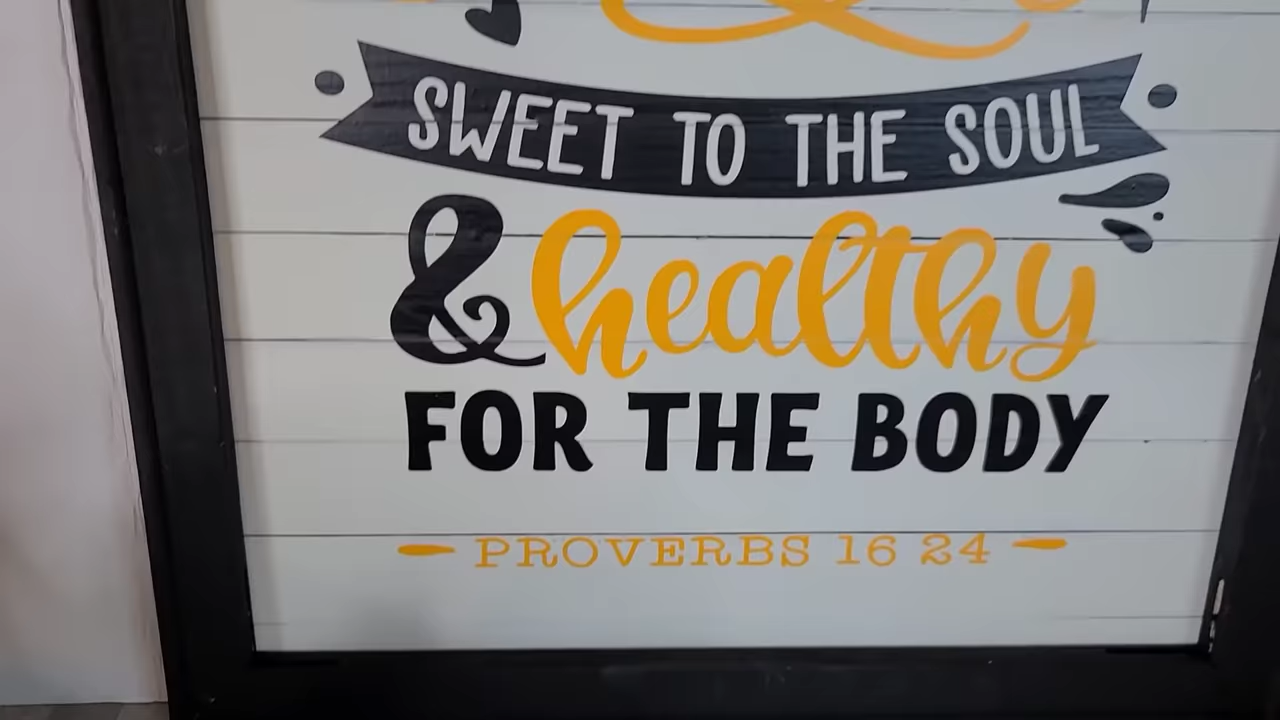 SWEET TO THE SOUL
& healthy
FOR THE BODY
PROVERBS 16 24